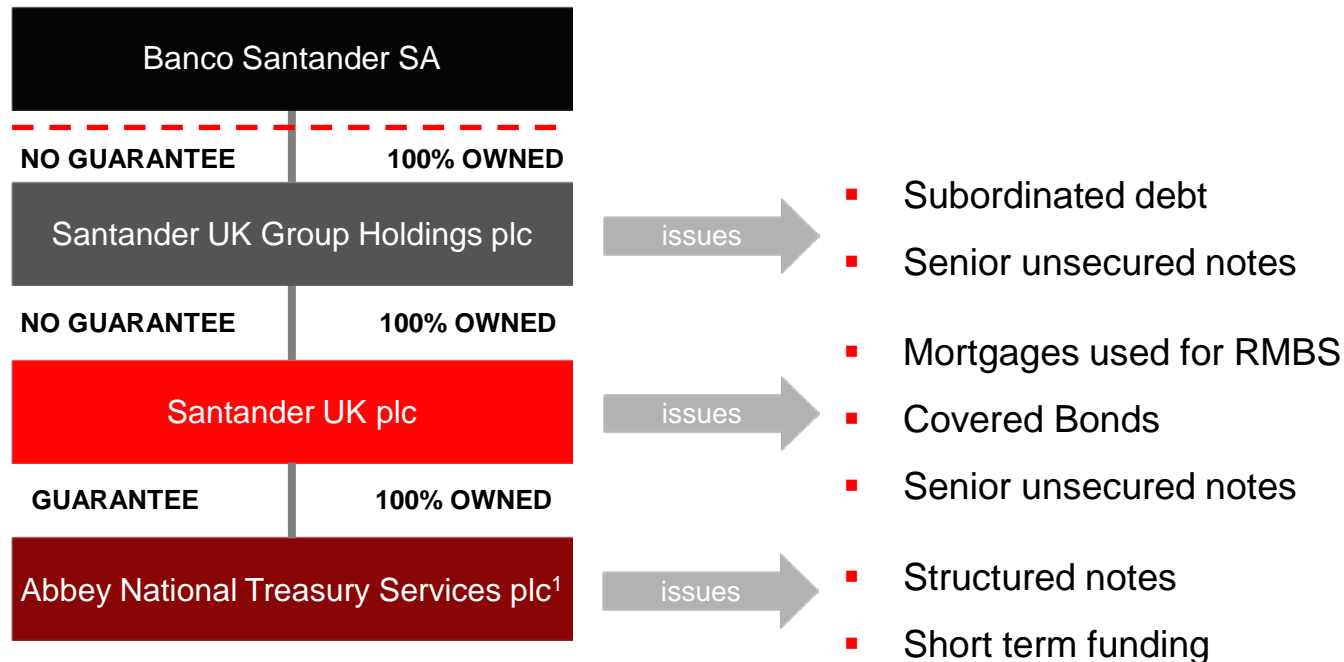 Banco Santander SA
NO GUARANTEE 100% OWNED
Santander UK Group Holdings plc
issues
▪ Subordinated debt
▪ Senior unsecured notes
NO GUARANTEE 100% OWNED
Santander UK plc
issues
▪ Mortgages used for RMBS
▪ Covered Bonds
▪ Senior unsecured notes
GUARANTEE 100% OWNED
Abbey National Treasury Services plc¹
issues
▪ Structured notes
▪ Short term funding